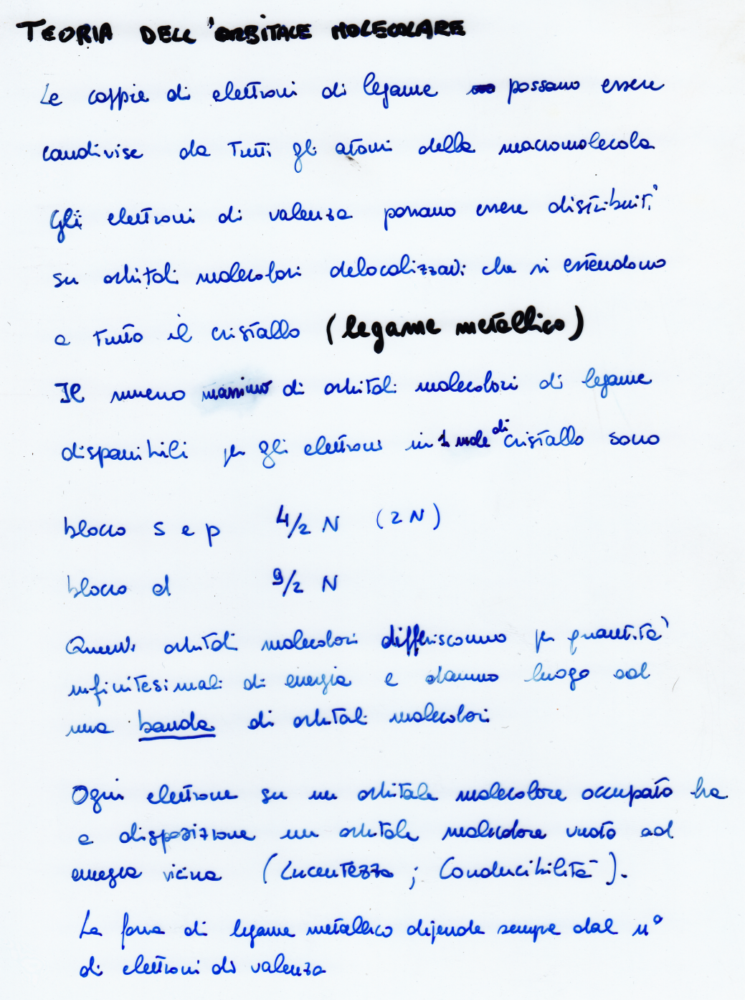 TEORIA DELL'ORBITALE MOLECOLARE
Le coppie di elettroni di legame possono essere
condivise da tutti gli atomi della macromolecola
Gli elettroni di valenza possono essere distribuiti
su orbitali molecolari delocalizzati che si estendono
a tutto il cristallo (legame metallico)
Il numero massimo di orbitali molecolari di legame
disponibili per gli elettroni in 1 mole di cristallo sono
blocco s e p 4/2 N (2N)
blocco d 9/2 N
Questi orbitali molecolari differiscono per quantità
infinitesimali di energia e danno luogo ad
una banda di orbitali molecolari
Ogni elettrone su un orbitale molecolare occupato ha
a disposizione un orbitale molecolare vuoto ad
energia vicina (Lucentezza ; Conducibilità).
La forza di legame metallico dipende sempre dal n°
di elettroni di valenza